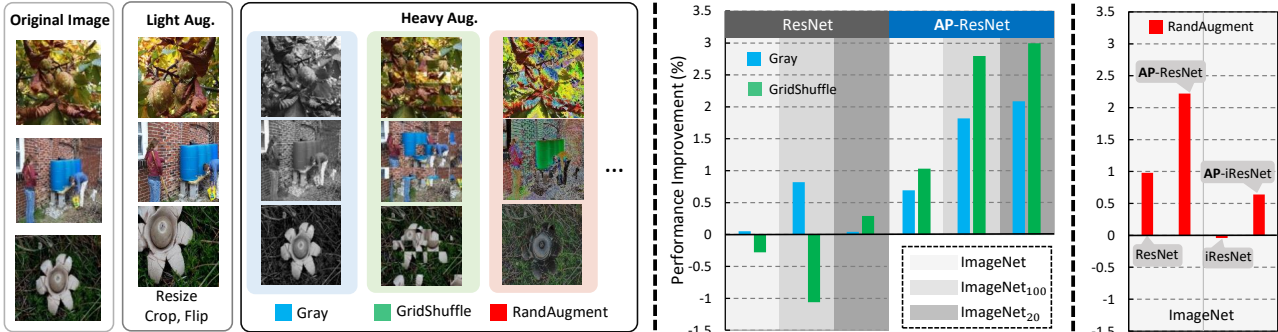 Original Image
Light Aug.
Resize
Crop, Flip
Heavy Aug.
...
Gray
GridShuffle
RandAugment
Performance Improvement (%)
3.5
3
2.5
2
1.5
1
0.5
0
-0.5
-1
-1.5
ResNet
AP-ResNet
Gray
GridShuffle
ImageNet
ImageNet₁₀₀
ImageNet₂₀
3.5
3
2.5
2
1.5
1
0.5
0
-0.5
-1
-1.5
RandAugment
AP-ResNet
AP-iResNet
ResNet
iResNet
ImageNet